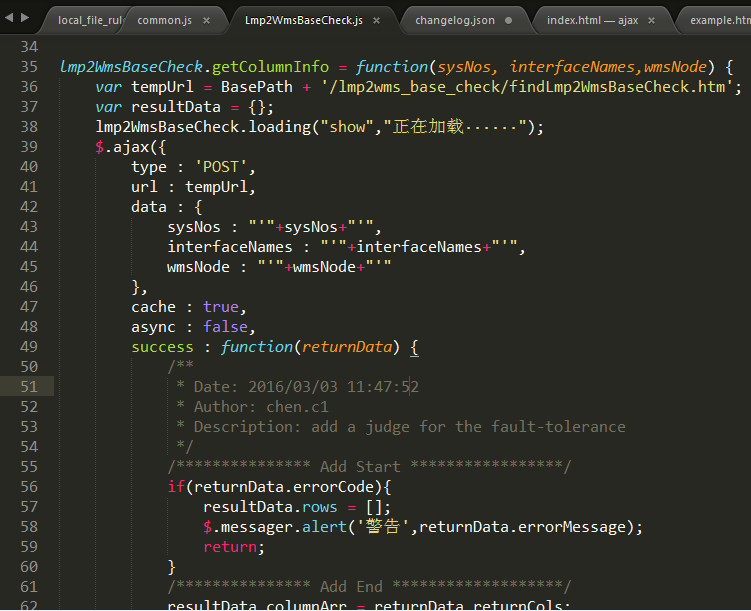 local_file_rul
common.js ×
Lmp2WmsBaseCheck.js ×
changelog.json
index.html — ajax ×
example.htm
34
35 lmp2WmsBaseCheck.getColumnInfo = function(sysNos, interfaceNames,wmsNode) {
36 var tempUrl = BasePath + '/lmp2wms_base_check/findLmp2WmsBaseCheck.htm';
37 var resultData = {};
38 lmp2WmsBaseCheck.loading("show","正在加载······");
39 $.ajax({
40 type : 'POST',
41 url : tempUrl,
42 data : {
43 sysNos : "'"+sysNos+"'",
44 interfaceNames : "'"+interfaceNames+"'",
45 wmsNode : "'"+wmsNode+"'"
46 },
47 cache : true,
48 async : false,
49 success : function(returnData) {
50 /**
51 * Date: 2016/03/03 11:47:52
52 * Author: chen.c1
53 * Description: add a judge for the fault-tolerance
54 */
55 /*************** Add Start *****************/
56 if(returnData.errorCode){
57 resultData.rows = [];
58 $.messager.alert('警告',returnData.errorMessage);
59 return;
60 }
61 /*************** Add End *******************/
62 resultData.columnArr = returnData.returnCols;